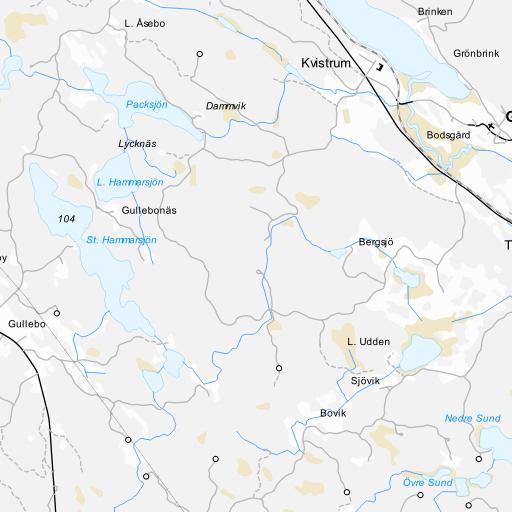 Brinken
L. Åsebo
Grönbrink
Kvistrum
Packsjön
Dammvik
G
Bodsgård
Lycknäs
L. Hammarsjön
Gullebonäs
104
St. Hammarsjön
Bergsjö
T
by
Gullebo
L. Udden
Sjövik
Bovik
Nedre Sund
Övre Sund